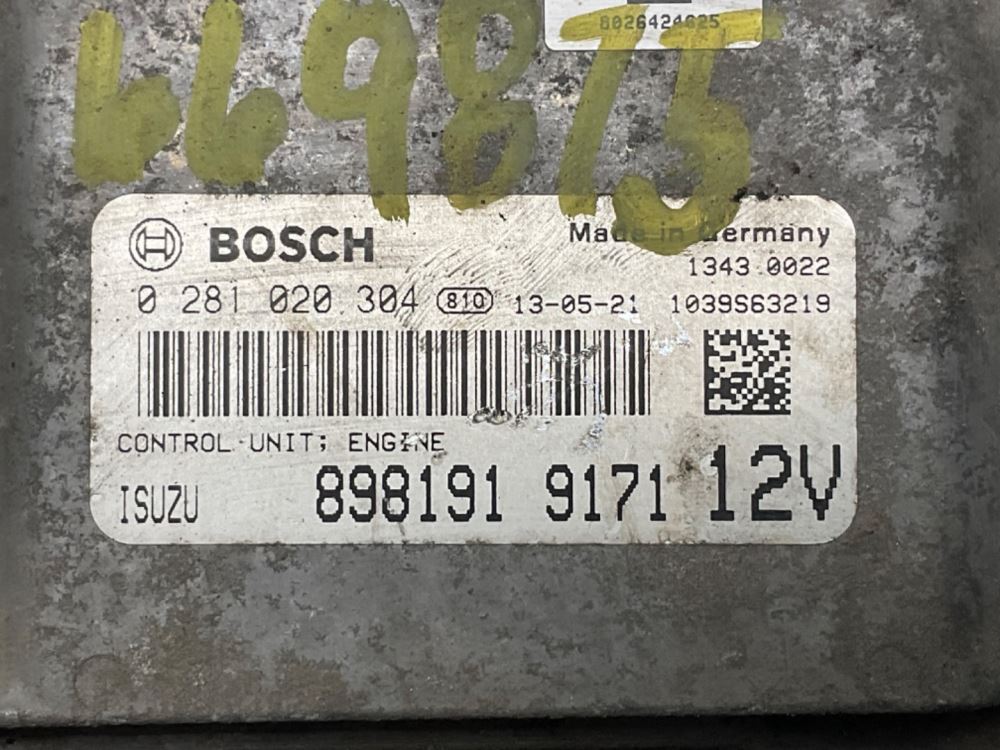 8026424625
669875
BOSCH
Made in Germany
1343 0022
0 281 020 304 810 13-05-21 1039S63219
CONTROL UNIT; ENGINE
ISUZU 898191 9171 12V